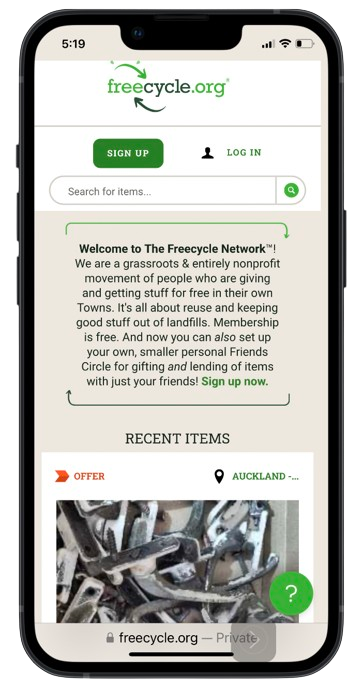 5:19
freecycle.org®
SIGN UP
LOG IN
Search for items...
Welcome to The Freecycle Network™!
We are a grassroots & entirely nonprofit
movement of people who are giving
and getting stuff for free in their own
Towns. It's all about reuse and keeping
good stuff out of landfills. Membership
is free. And now you can also set up
your own, smaller personal Friends
Circle for gifting and lending of items
with just your friends! Sign up now.
RECENT ITEMS
OFFER
AUCKLAND -...
?
freecycle.org — Private